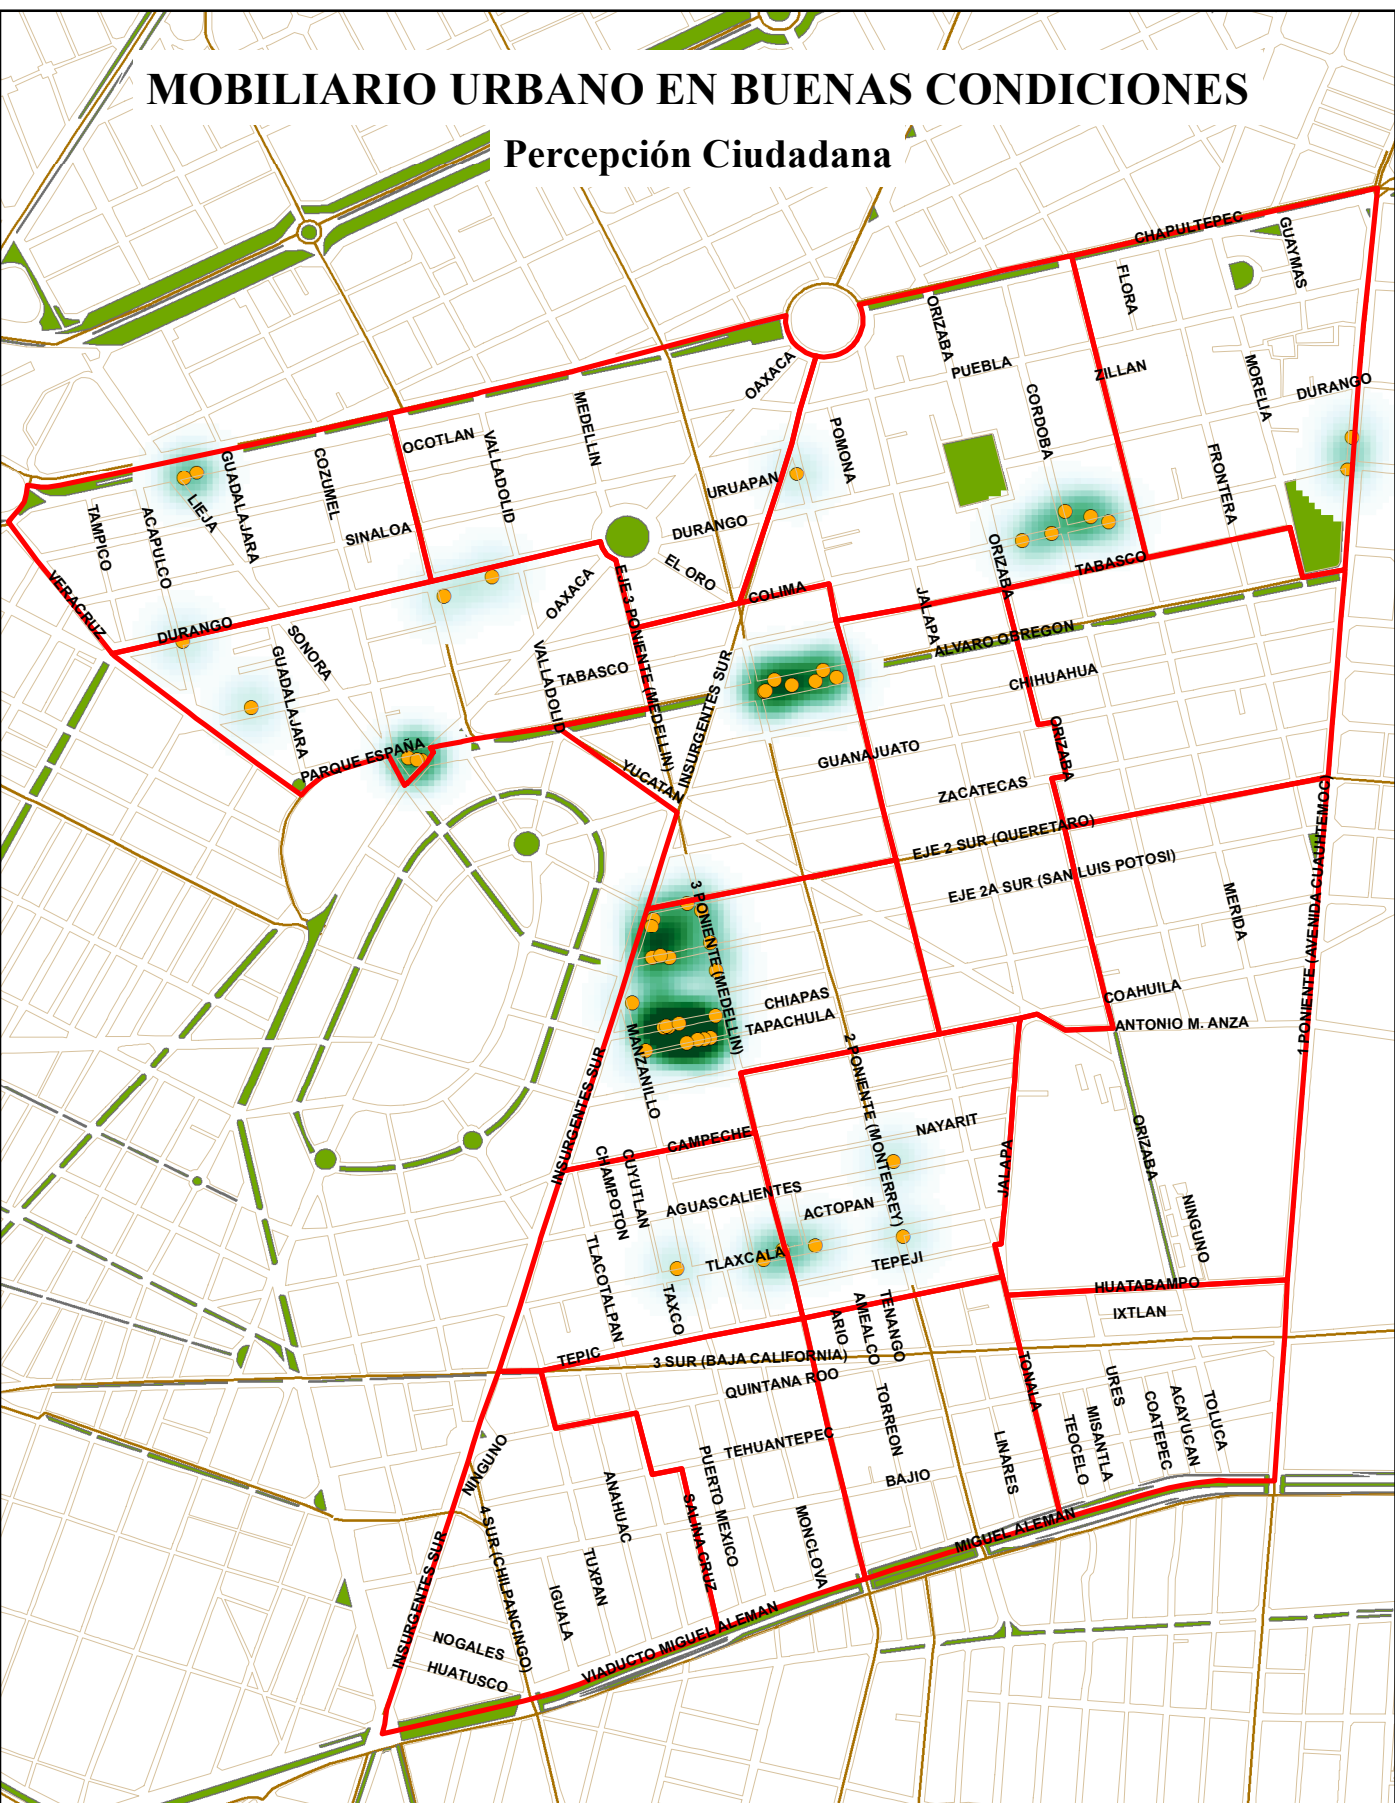 MOBILIARIO URBANO EN BUENAS CONDICIONES
Percepción Ciudadana
CHAPULTEPEC
GUAYMAS
FLORA
ORIZABA
OAXACA
PUEBLA
ZILLAN
MORELIA
DURANGO
CORDOBA
MEDELLIN
OCOTLAN
VALLADOLID
POMONA
COZUMEL
GUADALAJARA
URUAPAN
FRONTERA
LIEJA
TAMPICO
ACAPULCO
SINALOA
DURANGO
EL ORO
ORIZABA
TABASCO
VERACRUZ
OAXACA
EJE 3 PONIENTE (MEDELLIN)
COLIMA
JALAPA
DURANGO
SONORA
ALVARO OBREGON
GUADALAJARA
VALLADOLID
TABASCO
INSURGENTES SUR
CHIHUAHUA
ORIZABA
PARQUE ESPAÑA
YUCATAN
GUANAJUATO
ZACATECAS
EJE 2 SUR (QUERETARO)
EJE 2A SUR (SAN LUIS POTOSI)
1 PONIENTE (AVENIDA CUAUHTEMOC)
MERIDA
3 PONIENTE (MEDELLIN)
CHIAPAS
TAPACHULA
COAHUILA
ANTONIO M. ANZA
MANZANILLO
2 PONIENTE (MONTERREY)
INSURGENTES SUR
CAMPECHE
NAYARIT
JALAPA
ORIZABA
CUYUTLAN
CHAMPOTON
AGUASCALIENTES
ACTOPAN
NINGUNO
TLACOTALPAN
TLAXCALA
TEPEJI
TAXCO
HUATABAMPO
IXTLAN
ARIO
AMEALCO
TENANGO
TEPIC
3 SUR (BAJA CALIFORNIA)
QUINTANA ROO
TONALA
URES
TORREON
MISANTLA
TEOCELO
COATEPEC
ACAYUCAN
TOLUCA
TEHUANTEPEC
LINARES
NINGUNO
PUERTO MEXICO
BAJIO
ANAHUAC
SALINA CRUZ
MONCLOVA
MIGUEL ALEMAN
4 SUR (CHILPANCINGO)
INSURGENTES SUR
TUXPAN
IGUALA
NOGALES
HUATUSCO
VIADUCTO MIGUEL ALEMAN